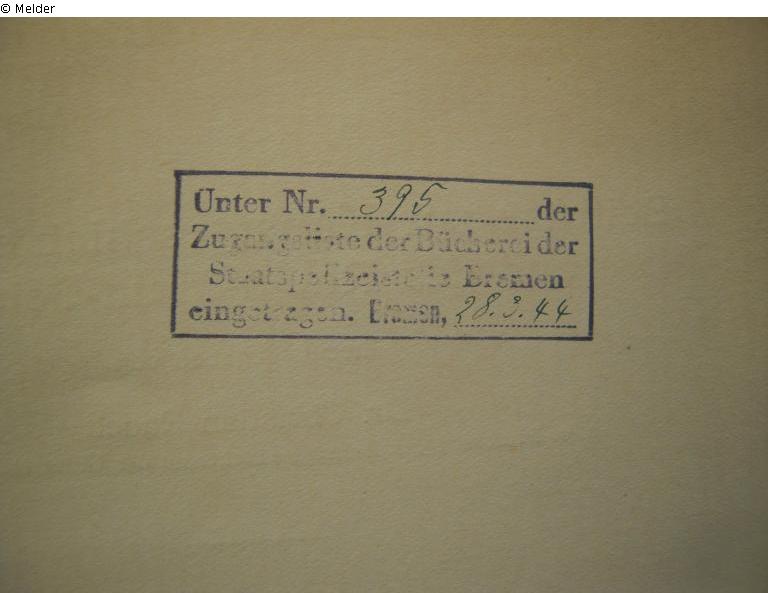 © Melder
Unter Nr. 395 der
Zugangsliste der Bücherei der
Staatspolizeistelle Bremen
eingetragen. Bremen, 28.3.44